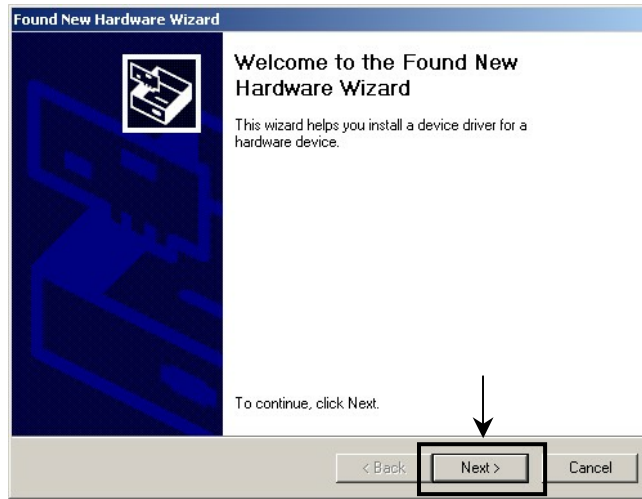 Found New Hardware Wizard
Welcome to the Found New
Hardware Wizard
This wizard helps you install a device driver for a
hardware device.
To continue, click Next.
< Back
Next >
Cancel